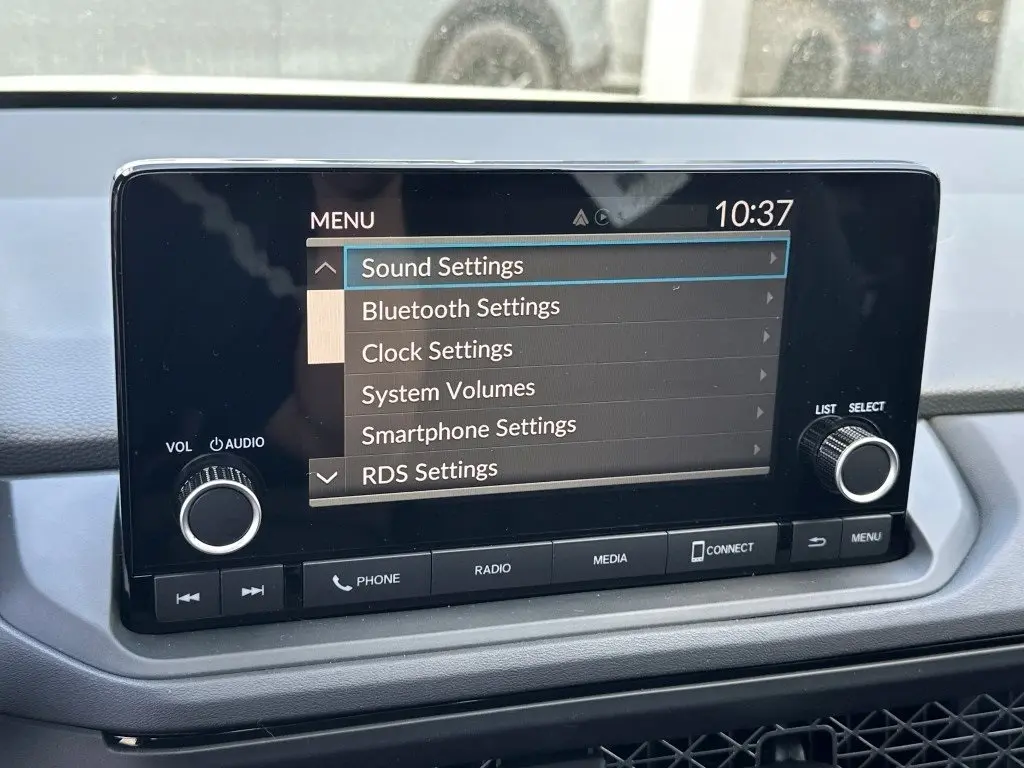 MENU 10:37
Sound Settings
Bluetooth Settings
Clock Settings
System Volumes
Smartphone Settings
RDS Settings
VOL AUDIO
LIST SELECT
PHONE RADIO MEDIA CONNECT MENU